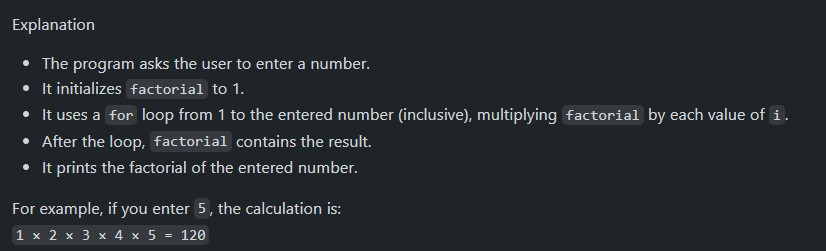 Explanation
• The program asks the user to enter a number.
• It initializes factorial to 1.
• It uses a for loop from 1 to the entered number (inclusive), multiplying factorial by each value of i.
• After the loop, factorial contains the result.
• It prints the factorial of the entered number.
For example, if you enter 5, the calculation is:
1 × 2 × 3 × 4 × 5 = 120